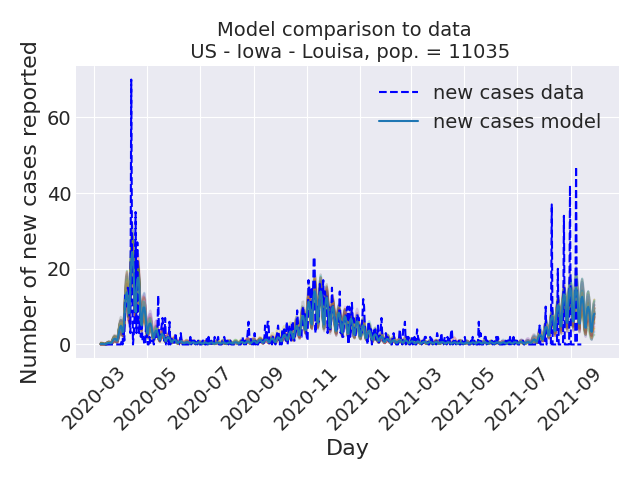 Model comparison to data
US - Iowa - Louisa, pop. = 11035
Number of new cases reported
60
40
20
0
new cases data
new cases model
2020-03
2020-05
2020-07
2020-09
2020-11
2021-01
2021-03
2021-05
2021-07
2021-09
Day